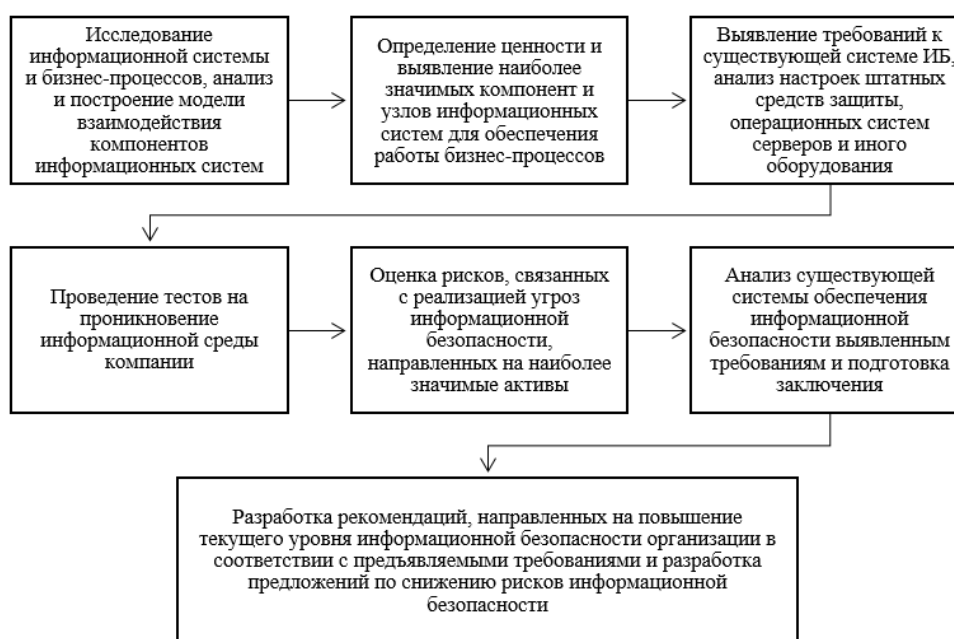 Исследование
информационной системы
и бизнес-процессов, анализ
и построение модели
взаимодействия
компонентов
информационных систем
Определение ценности и
выявление наиболее
значимых компонент и
узлов информационных
систем для обеспечения
работы бизнес-процессов
Выявление требований к
существующей системе ИБ,
анализ настроек штатных
средств защиты,
операционных систем
серверов и иного
оборудования
Проведение тестов на
проникновение
информационной среды
компании
Оценка рисков, связанных
с реализацией угроз
информационной
безопасности,
направленных на наиболее
значимые активы
Анализ существующей
системы обеспечения
информационной
безопасности выявленным
требованиям и подготовка
заключения
Разработка рекомендаций, направленных на повышение
текущего уровня информационной безопасности организации в
соответствии с предъявляемыми требованиями и разработка
предложений по снижению рисков информационной
безопасности